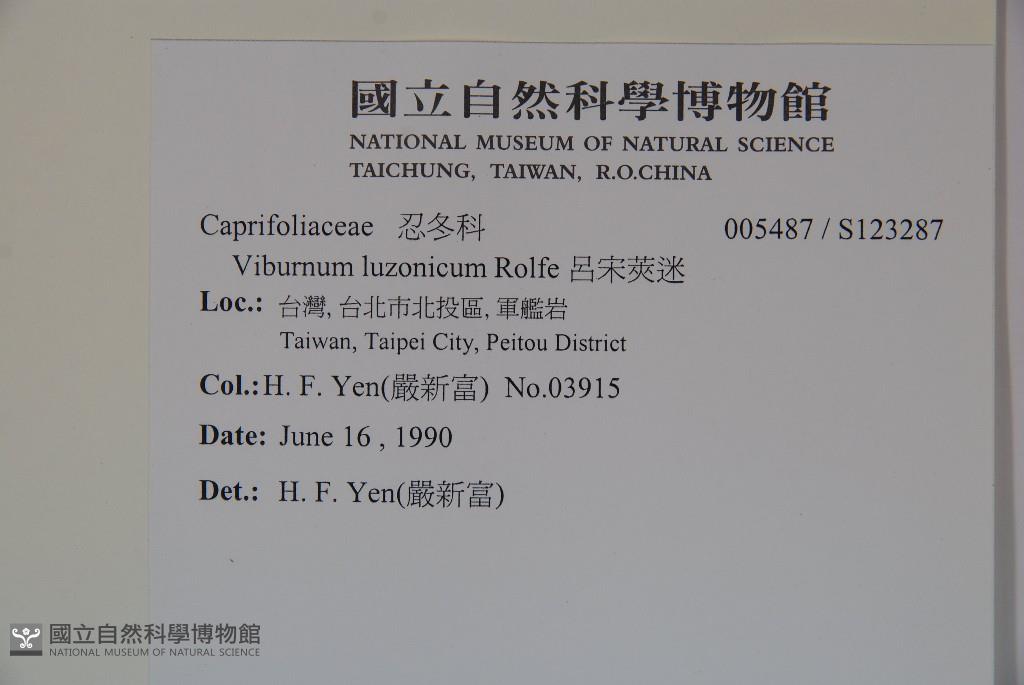 國立自然科學博物館
NATIONAL MUSEUM OF NATURAL SCIENCE
TAICHUNG, TAIWAN, R.O.CHINA
Caprifoliaceae 忍冬科 005487 / S123287
Viburnum luzonicum Rolfe 呂宋莢迷
Loc.: 台灣, 台北市北投區, 軍艦岩
Taiwan, Taipei City, Peitou District
Col.: H. F. Yen(嚴新富) No.03915
Date: June 16 , 1990
Det.: H. F. Yen(嚴新富)
國立自然科學博物館
NATIONAL MUSEUM OF NATURAL SCIENCE